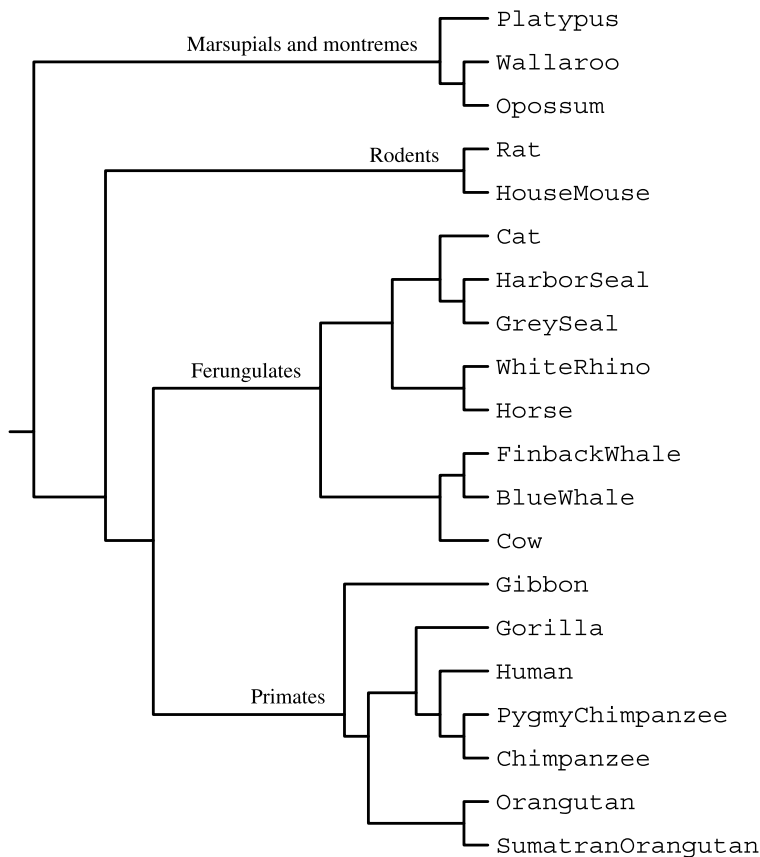 Platypus
Marsupials and montremes
Wallaroo
Opossum
Rat
Rodents
HouseMouse
Cat
HarborSeal
GreySeal
WhiteRhino
Ferungulates
Horse
FinbackWhale
BlueWhale
Cow
Gibbon
Gorilla
Human
Primates
PygmyChimpanzee
Chimpanzee
Orangutan
SumatranOrangutan